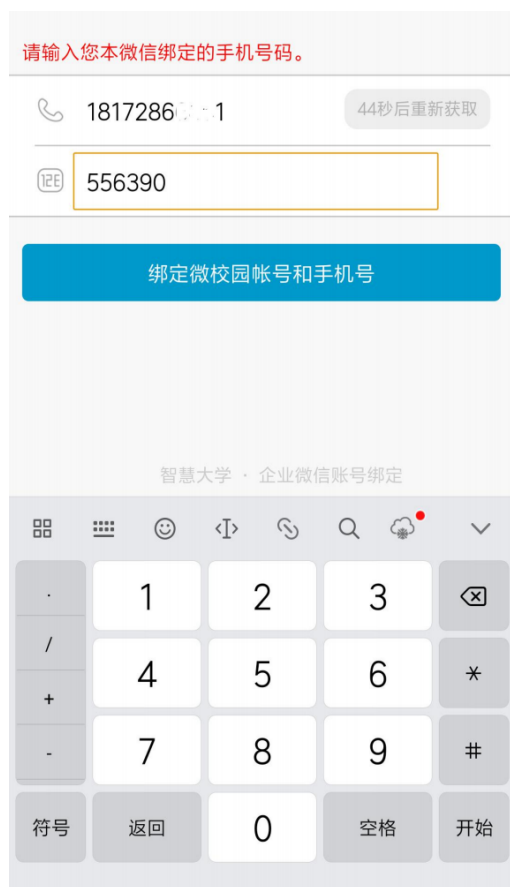 请输入您本微信绑定的手机号码。
1817286 1 44秒后重新获取
123 556390
绑定微校园帐号和手机号
智慧大学 · 企业微信账号绑定
· 1 2 3
/ 4 5 6 *
+
- 7 8 9 #
符号 返回 0 空格 开始